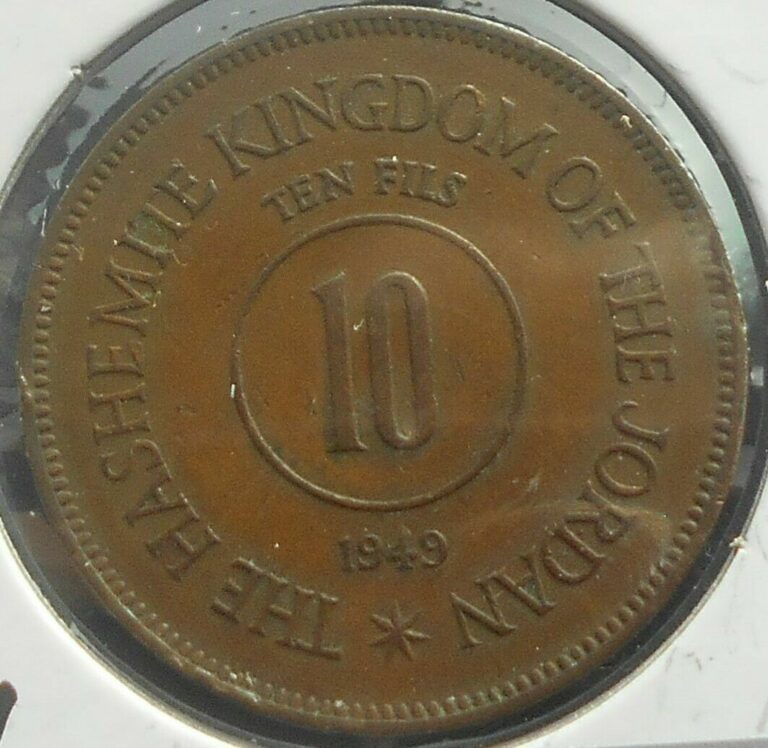 THE HASHEMITE KINGDOM OF THE JORDAN
TEN FILS
10
1949